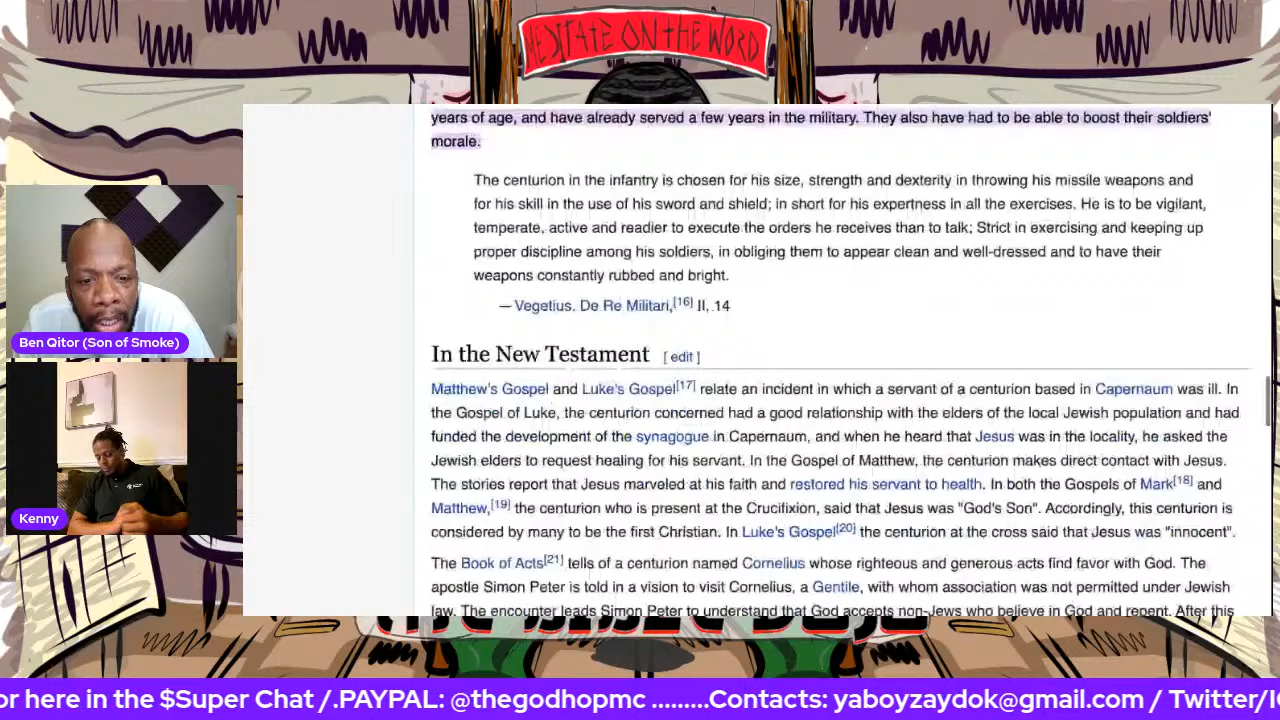 MEDITATE ON THE WORD
years of age, and have already served a few years in the military. They also have had to be able to boost their soldiers'
morale.
The centurion in the infantry is chosen for his size, strength and dexterity in throwing his missile weapons and
for his skill in the use of his sword and shield; in short for his expertness in all the exercises. He is to be vigilant,
temperate, active and readier to execute the orders he receives than to talk; Strict in exercising and keeping up
proper discipline among his soldiers, in obliging them to appear clean and well-dressed and to have their
weapons constantly rubbed and bright.
— Vegetius. De Re Militari,[16] II, 14
In the New Testament [ edit ]
Matthew's Gospel and Luke's Gospel[17] relate an incident in which a servant of a centurion based in Capernaum was ill. In
the Gospel of Luke, the centurion concerned had a good relationship with the elders of the local Jewish population and had
funded the development of the synagogue in Capernaum, and when he heard that Jesus was in the locality, he asked the
Jewish elders to request healing for his servant. In the Gospel of Matthew, the centurion makes direct contact with Jesus.
The stories report that Jesus marveled at his faith and restored his servant to health. In both the Gospels of Mark[18] and
Matthew,[19] the centurion who is present at the Crucifixion, said that Jesus was "God's Son". Accordingly, this centurion is
considered by many to be the first Christian. In Luke's Gospel[20] the centurion at the cross said that Jesus was "innocent".
The Book of Acts[21] tells of a centurion named Cornelius whose righteous and generous acts find favor with God. The
apostle Simon Peter is told in a vision to visit Cornelius, a Gentile, with whom association was not permitted under Jewish
law. The encounter leads Simon Peter to understand that God accepts non-Jews who believe in God and repent. After this
Ben Qitor (Son of Smoke)
Kenny
or here in the $Super Chat /.PAYPAL: @thegodhopmc .........Contacts: yaboyzaydok@gmail.com / Twitter/I